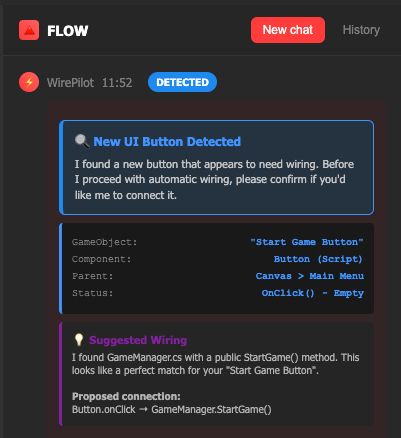 FLOW New chat History
WirePilot 11:52 DETECTED
🔍 New UI Button Detected
I found a new button that appears to need wiring. Before
I proceed with automatic wiring, please confirm if you'd
like me to connect it.
GameObject: "Start Game Button"
Component: Button (Script)
Parent: Canvas > Main Menu
Status: OnClick() - Empty
💡 Suggested Wiring
I found GameManager.cs with a public StartGame() method. This
looks like a perfect match for your "Start Game Button".
Proposed connection:
Button.onClick → GameManager.StartGame()